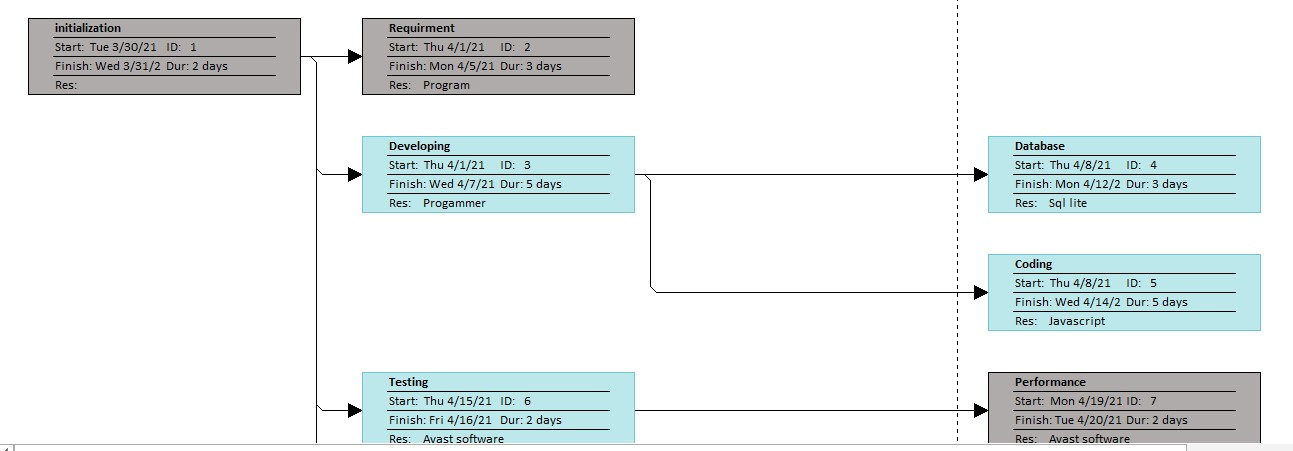 initialization
Start: Tue 3/30/21 ID: 1
Finish: Wed 3/31/2 Dur: 2 days
Res:
Requirment
Start: Thu 4/1/21 ID: 2
Finish: Mon 4/5/21 Dur: 3 days
Res: Program
Developing
Start: Thu 4/1/21 ID: 3
Finish: Wed 4/7/21 Dur: 5 days
Res: Progammer
Database
Start: Thu 4/8/21 ID: 4
Finish: Mon 4/12/2 Dur: 3 days
Res: Sql lite
Coding
Start: Thu 4/8/21 ID: 5
Finish: Wed 4/14/2 Dur: 5 days
Res: Javascript
Testing
Start: Thu 4/15/21 ID: 6
Finish: Fri 4/16/21 Dur: 2 days
Res: Avast software
Performance
Start: Mon 4/19/21 ID: 7
Finish: Tue 4/20/21 Dur: 2 days
Res: Avast software